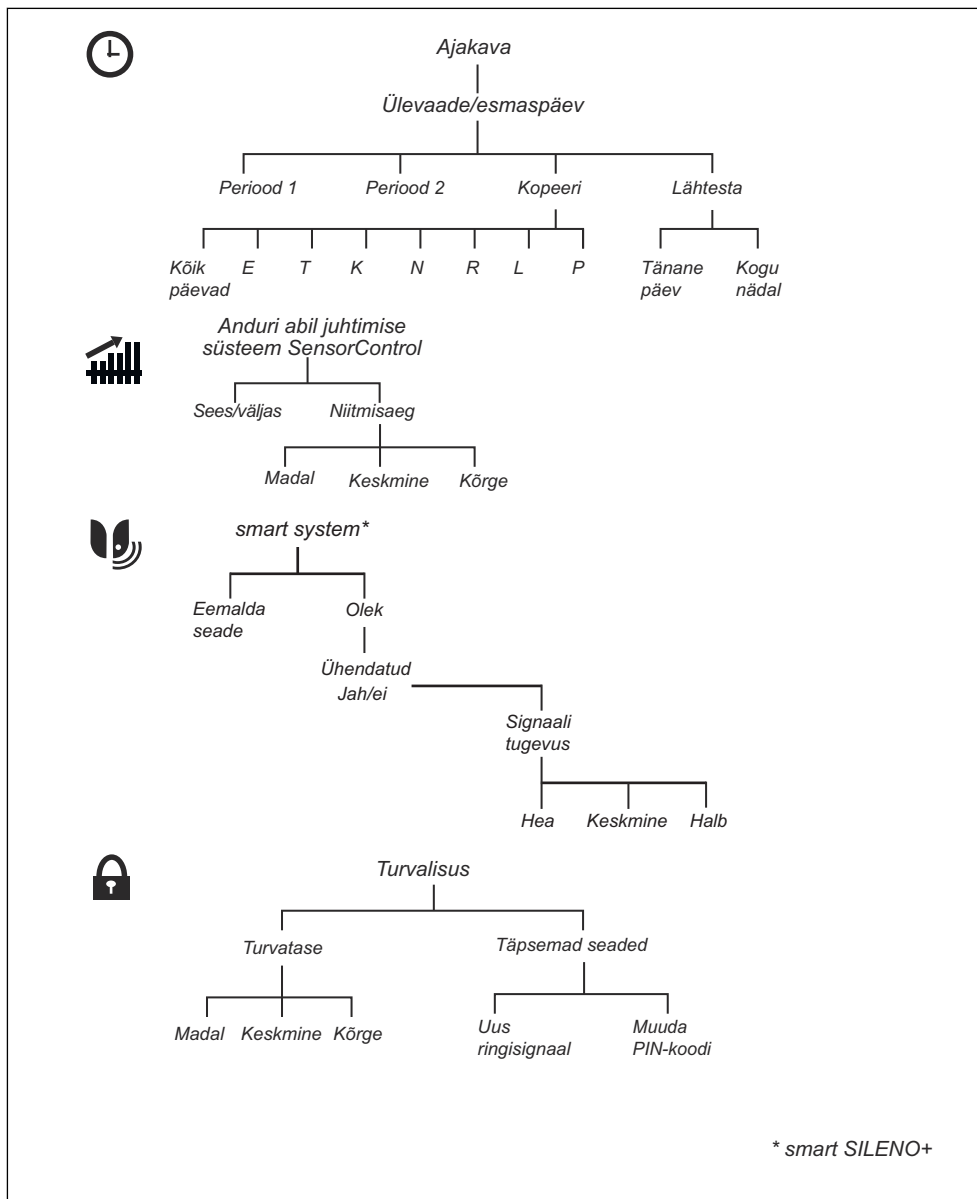 Ajakava
Ülevaade/esmaspäev
Periood 1 Periood 2 Kopeeri Lähtesta
Kõik päevad E T K N R L P Tänane päev Kogu nädal
Anduri abil juhtimise
süsteem SensorControl
Sees/väljas Niitmisaeg
Madal Keskmine Kõrge
smart system*
Eemalda seade Olek
Ühendatud
Jah/ei
Signaali
tugevus
Hea Keskmine Halb
Turvalisus
Turvatase Täpsemad seaded
Madal Keskmine Kõrge Uus ringisignaal Muuda PIN-koodi
* smart SILENO+